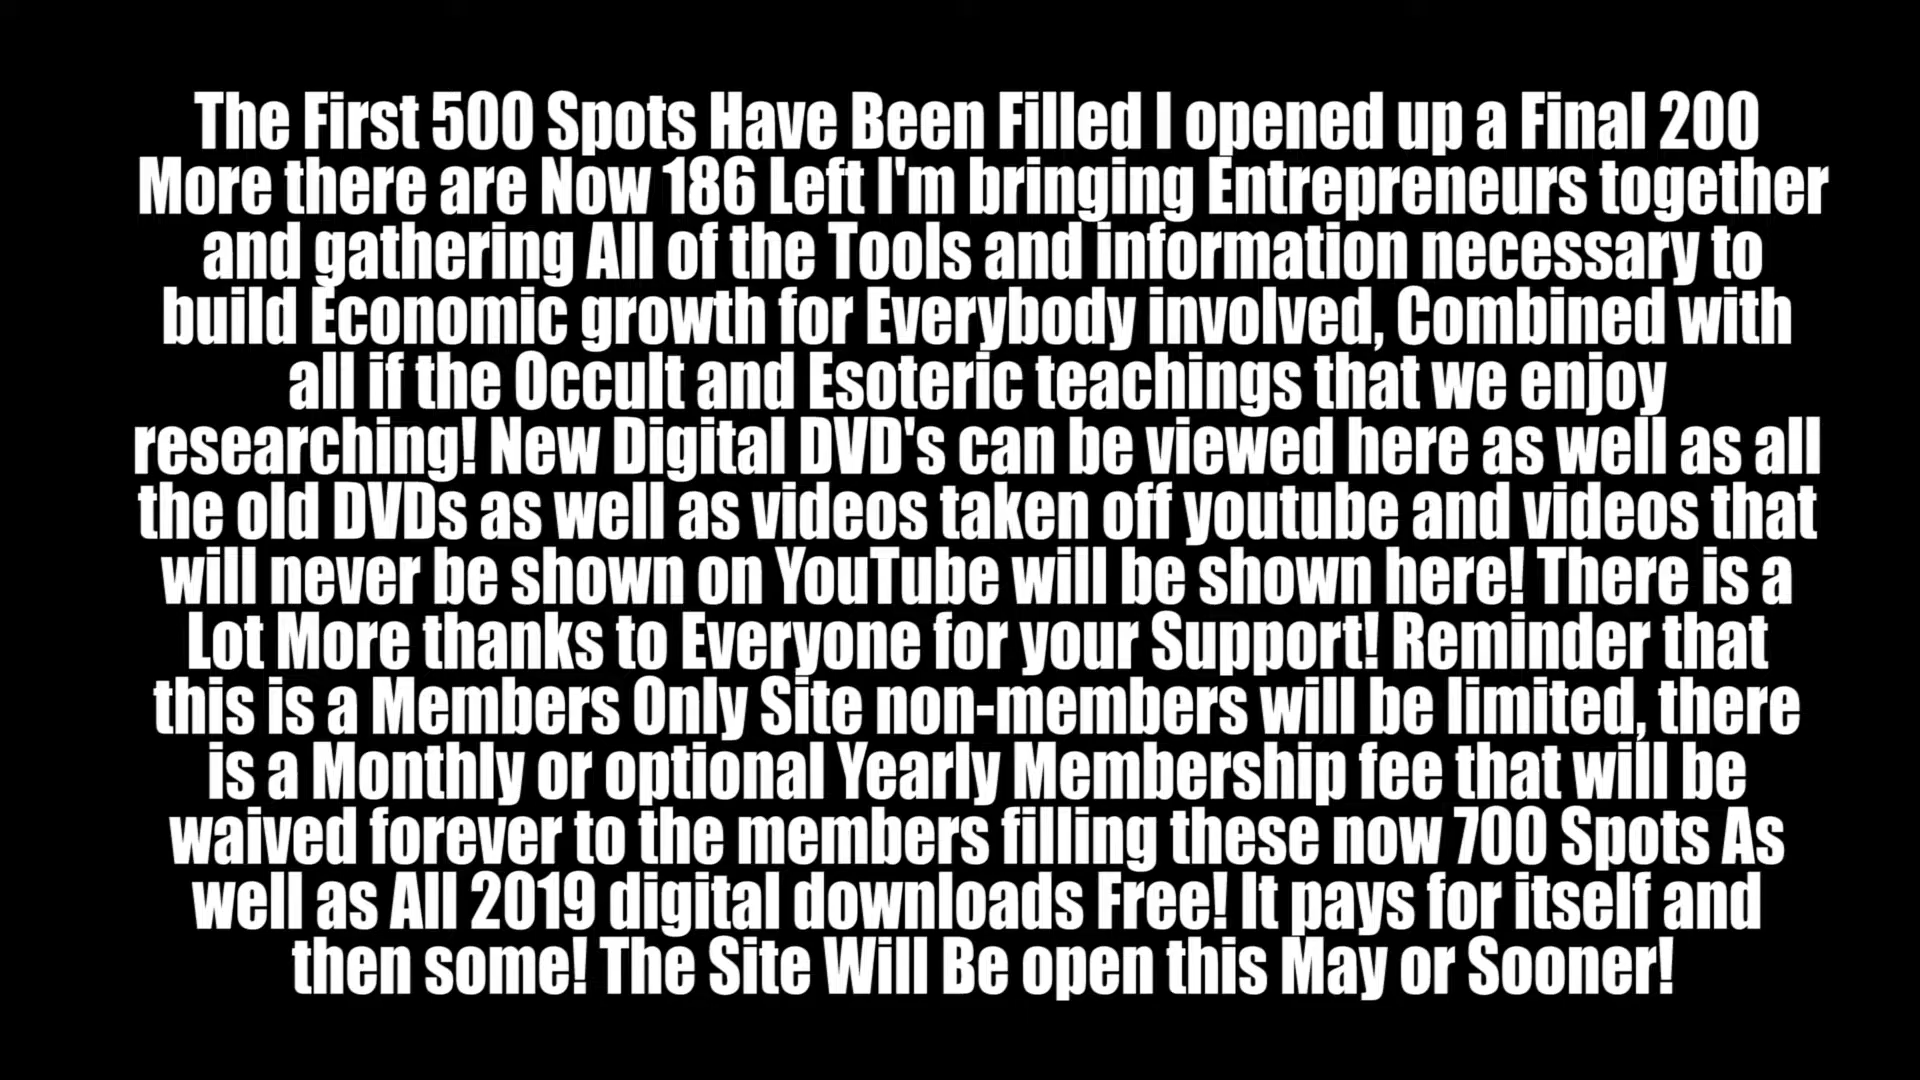 The First 500 Spots Have Been Filled I opened up a Final 200
More there are Now 186 Left I'm bringing Entrepreneurs together
and gathering All of the Tools and information necessary to
build Economic growth for Everybody involved, Combined with
all if the Occult and Esoteric teachings that we enjoy
researching! New Digital DVD's can be viewed here as well as all
the old DVDs as well as videos taken off youtube and videos that
will never be shown on YouTube will be shown here! There is a
Lot More thanks to Everyone for your Support! Reminder that
this is a Members Only Site non-members will be limited, there
is a Monthly or optional Yearly Membership fee that will be
waived forever to the members filling these now 700 Spots As
well as All 2019 digital downloads Free! It pays for itself and
then some! The Site Will Be open this May or Sooner!